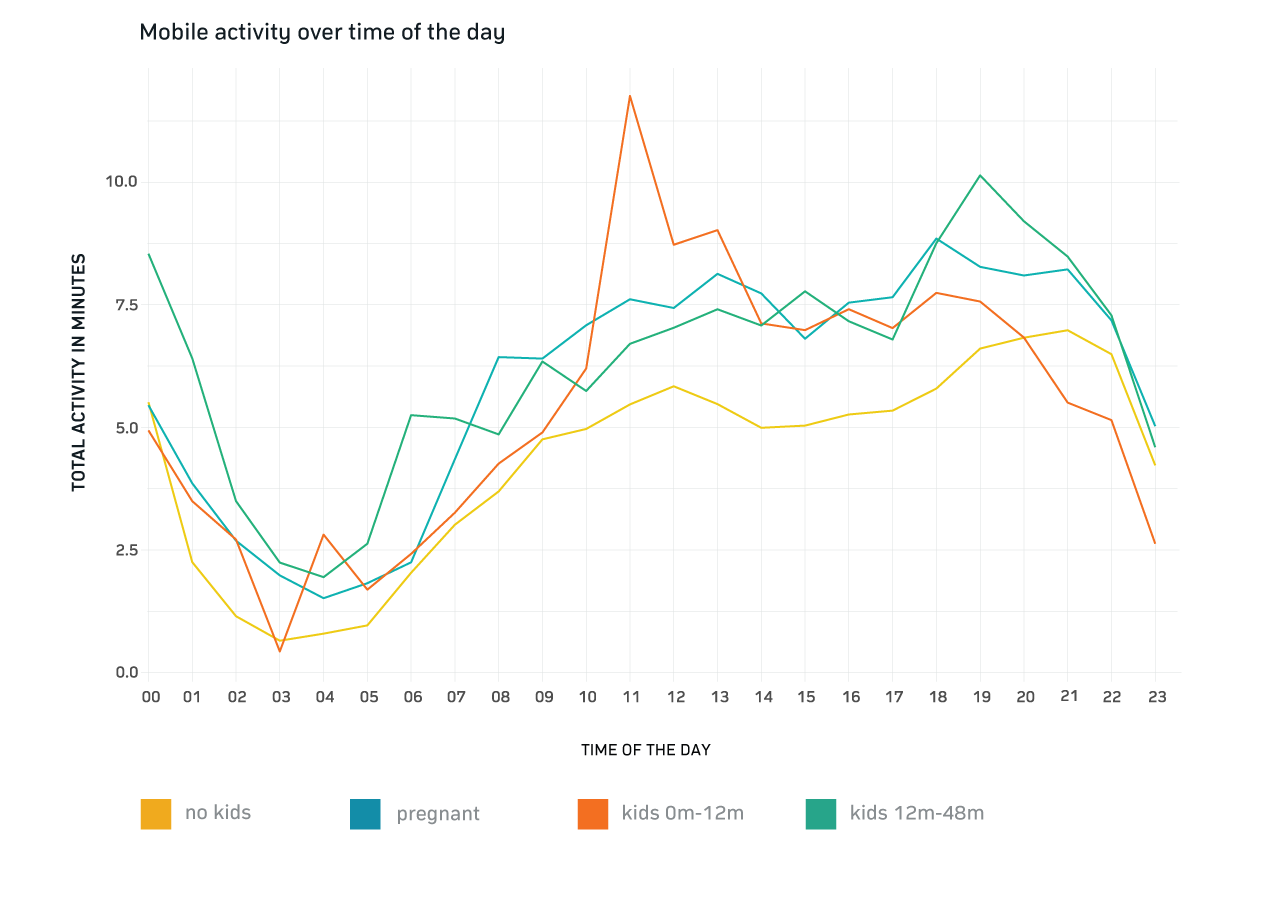 Mobile activity over time of the day
TOTAL ACTIVITY IN MINUTES
10.0
7.5
5.0
2.5
0.0
00 01 02 03 04 05 06 07 08 09 10 11 12 13 14 15 16 17 18 19 20 21 22 23
TIME OF THE DAY
no kids pregnant kids 0m-12m kids 12m-48m